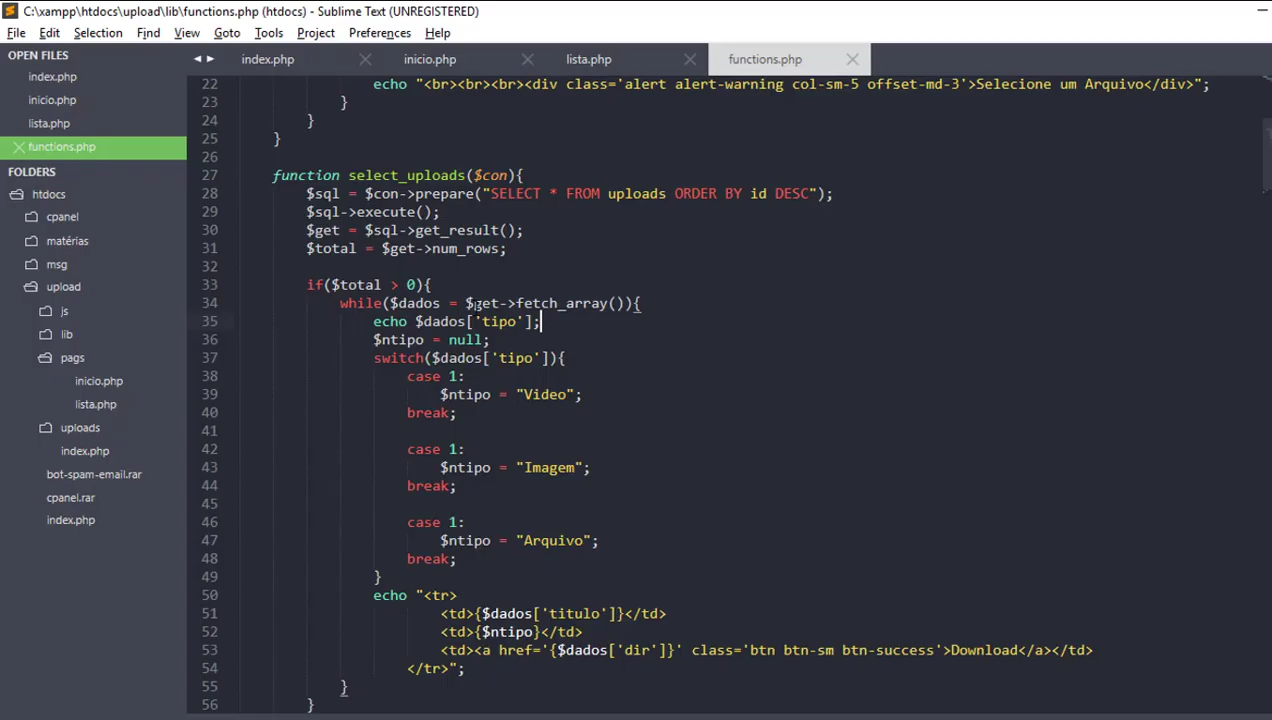 C:\xampp\htdocs\upload\lib\functions.php (htdocs) - Sublime Text (UNREGISTERED)
File Edit Selection Find View Goto Tools Project Preferences Help
OPEN FILES
index.php
inicio.php
lista.php
functions.php
FOLDERS
htdocs
cpanel
matérias
msg
upload
js
lib
pags
inicio.php
lista.php
uploads
index.php
bot-spam-email.rar
cpanel.rar
index.php
index.php inicio.php lista.php functions.php
22 echo "<br><br><br><div class='alert alert-warning col-sm-5 offset-md-3'>Selecione um Arquivo</div>";
23 }
24 }
25 }
26
27 function select_uploads($con){
28 $sql = $con->prepare("SELECT * FROM uploads ORDER BY id DESC");
29 $sql->execute();
30 $get = $sql->get_result();
31 $total = $get->num_rows;
32
33 if($total > 0){
34 while($dados = $get->fetch_array()){
35 echo $dados['tipo'];
36 $ntipo = null;
37 switch($dados['tipo']){
38 case 1:
39 $ntipo = "Video";
40 break;
41
42 case 1:
43 $ntipo = "Imagem";
44 break;
45
46 case 1:
47 $ntipo = "Arquivo";
48 break;
49 }
50 echo "<tr>
51 <td>{$dados['titulo']}</td>
52 <td>{$ntipo}</td>
53 <td><a href='{$dados['dir']}' class='btn btn-sm btn-success'>Download</a></td>
54 </tr>";
55 }
56 }